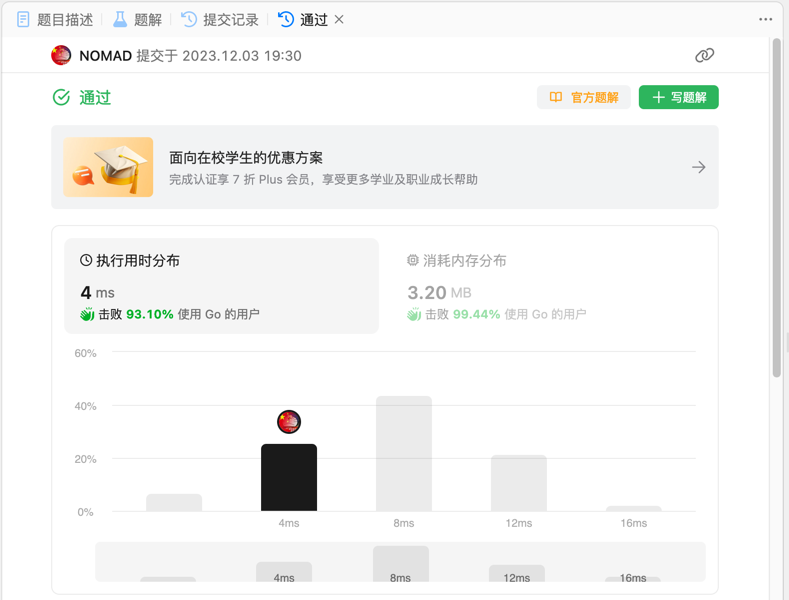 题目描述 题解 提交记录 通过
NOMAD 提交于 2023.12.03 19:30
通过 官方题解 写题解
面向在校学生的优惠方案
完成认证享 7 折 Plus 会员，享受更多学业及职业成长帮助
执行用时分布 消耗内存分布
4 ms 3.20 MB
击败 93.10% 使用 Go 的用户 击败 99.44% 使用 Go 的用户
60%
40%
20%
0%
4ms 8ms 12ms 16ms
4ms 8ms 12ms 16ms